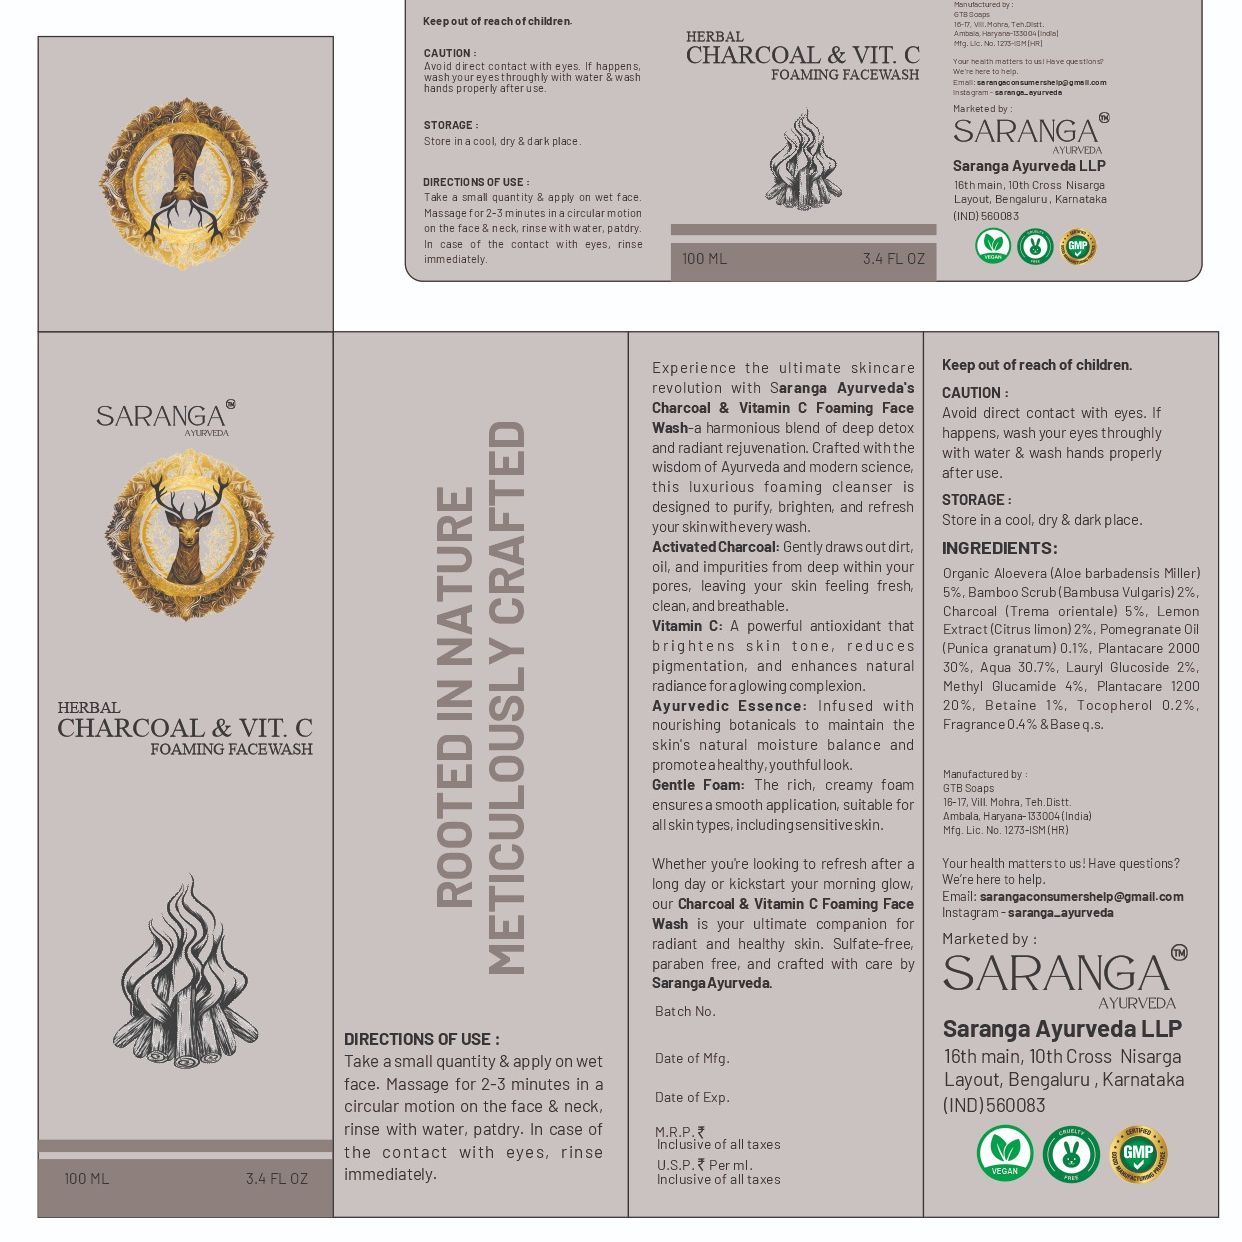 Keep out of reach of children.
CAUTION :
Avoid direct contact with eyes. If happens,
wash your eyes throughly with water & wash
hands properly after use.
STORAGE :
Store in a cool, dry & dark place.
DIRECTIONS OF USE :
Take a small quantity & apply on wet face.
Massage for 2-3 minutes in a circular motion
on the face & neck, rinse with water, patdry.
In case of the contact with eyes, rinse
immediately.
HERBAL
CHARCOAL & VIT. C
FOAMING FACEWASH
100 ML
3.4 FL OZ
Manufactured by :
GTB Soaps
16-17, Vill. Mohra, Teh.Distt.
Ambala, Haryana-133004 (India)
Mfg. Lic. No. 1273-ISM (HR)
Your health matters to us! Have questions?
We're here to help.
Email: sarangaconsumershelp@gmail.com
Instagram - saranga_ayurveda
Marketed by :
SARANGA TM
AYURVEDA
Saranga Ayurveda LLP
16th main, 10th Cross Nisarga
Layout, Bengaluru , Karnataka
(IND) 560083
VEGAN
CRUELTY
FREE
CERTIFIED
GMP
GOOD MANUFACTURING PRACTICE
SARANGA TM
AYURVEDA
HERBAL
CHARCOAL & VIT. C
FOAMING FACEWASH
100 ML
3.4 FL OZ
ROOTED IN NATURE
METICULOUSLY CRAFTED
DIRECTIONS OF USE :
Take a small quantity & apply on wet
face. Massage for 2-3 minutes in a
circular motion on the face & neck,
rinse with water, patdry. In case of
the contact with eyes, rinse
immediately.
Experience the ultimate skincare
revolution with Saranga Ayurveda's
Charcoal & Vitamin C Foaming Face
Wash-a harmonious blend of deep detox
and radiant rejuvenation. Crafted with the
wisdom of Ayurveda and modern science,
this luxurious foaming cleanser is
designed to purify, brighten, and refresh
your skin with every wash.
Activated Charcoal: Gently draws out dirt,
oil, and impurities from deep within your
pores, leaving your skin feeling fresh,
clean, and breathable.
Vitamin C: A powerful antioxidant that
brightens skin tone, reduces
pigmentation, and enhances natural
radiance for a glowing complexion.
Ayurvedic Essence: Infused with
nourishing botanicals to maintain the
skin's natural moisture balance and
promote a healthy, youthful look.
Gentle Foam: The rich, creamy foam
ensures a smooth application, suitable for
all skin types, including sensitive skin.
Whether you're looking to refresh after a
long day or kickstart your morning glow,
our Charcoal & Vitamin C Foaming Face
Wash is your ultimate companion for
radiant and healthy skin. Sulfate-free,
paraben free, and crafted with care by
Saranga Ayurveda.
Batch No.
Date of Mfg.
Date of Exp.
M.R.P. ₹
Inclusive of all taxes
U.S.P. ₹ Per ml.
Inclusive of all taxes
Keep out of reach of children.
CAUTION :
Avoid direct contact with eyes. If
happens, wash your eyes throughly
with water & wash hands properly
after use.
STORAGE :
Store in a cool, dry & dark place.
INGREDIENTS:
Organic Aloevera (Aloe barbadensis Miller)
5%, Bamboo Scrub (Bambusa Vulgaris) 2%,
Charcoal (Trema orientale) 5%, Lemon
Extract (Citrus limon) 2%, Pomegranate Oil
(Punica granatum) 0.1%, Plantacare 2000
30%, Aqua 30.7%, Lauryl Glucoside 2%,
Methyl Glucamide 4%, Plantacare 1200
20%, Betaine 1%, Tocopherol 0.2%,
Fragrance 0.4% & Base q.s.
Manufactured by :
GTB Soaps
16-17, Vill. Mohra, Teh.Distt.
Ambala, Haryana-133004 (India)
Mfg. Lic. No. 1273-ISM (HR)
Your health matters to us! Have questions?
We're here to help.
Email: sarangaconsumershelp@gmail.com
Instagram - saranga_ayurveda
Marketed by :
SARANGA TM
AYURVEDA
Saranga Ayurveda LLP
16th main, 10th Cross Nisarga
Layout, Bengaluru , Karnataka
(IND) 560083
VEGAN
CRUELTY
FREE
CERTIFIED
GMP
GOOD MANUFACTURING PRACTICE